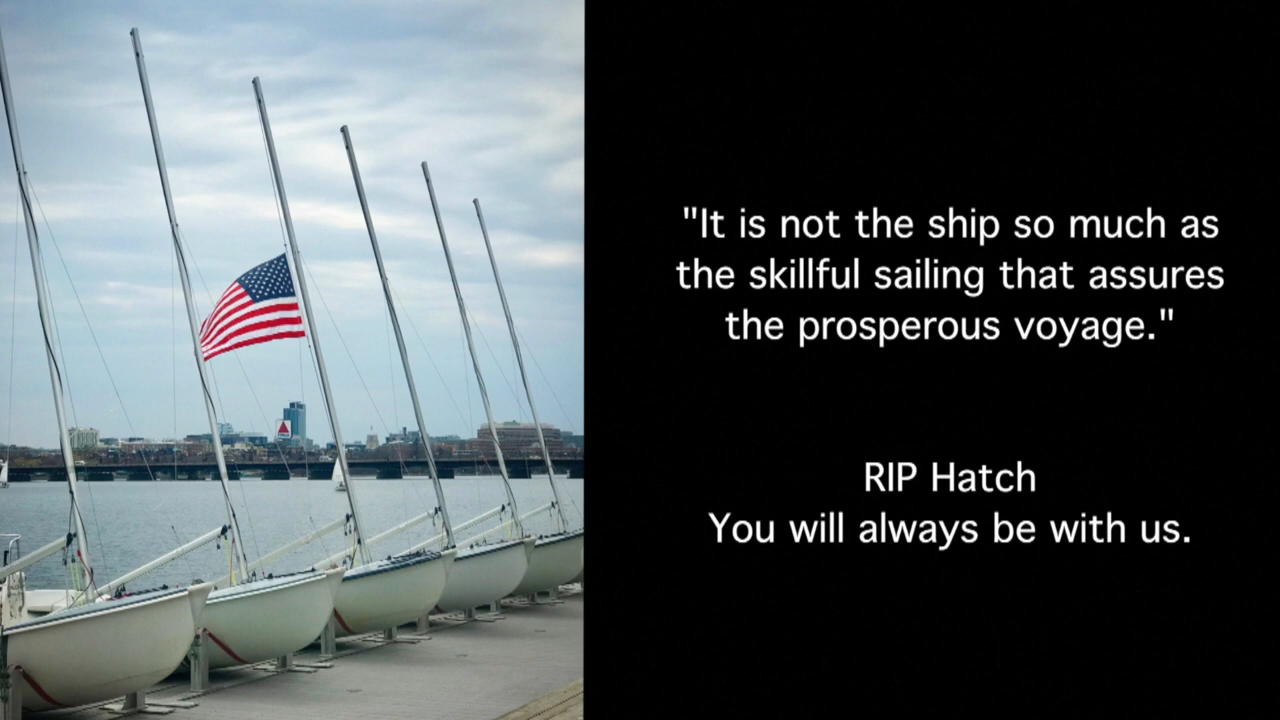 "It is not the ship so much as
the skillful sailing that assures
the prosperous voyage."
RIP Hatch
You will always be with us.